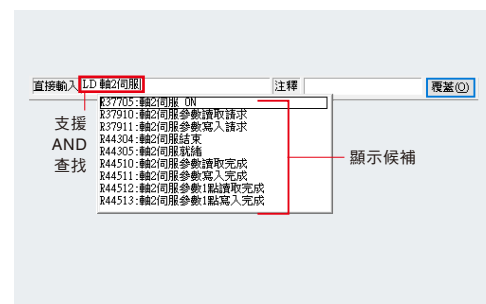 直接輸入 LD 軸2伺服 注釋 覆蓋(O)
R37705:軸2伺服 ON
R37910:軸2伺服參數讀取請求
R37911:軸2伺服參數寫入請求
R44304:軸2伺服結束
R44305:軸2伺服就緒
R44510:軸2伺服參數讀取完成
R44511:軸2伺服參數寫入完成
R44512:軸2伺服參數1點讀取完成
R44513:軸2伺服參數1點寫入完成
支援
AND
查找
顯示候補